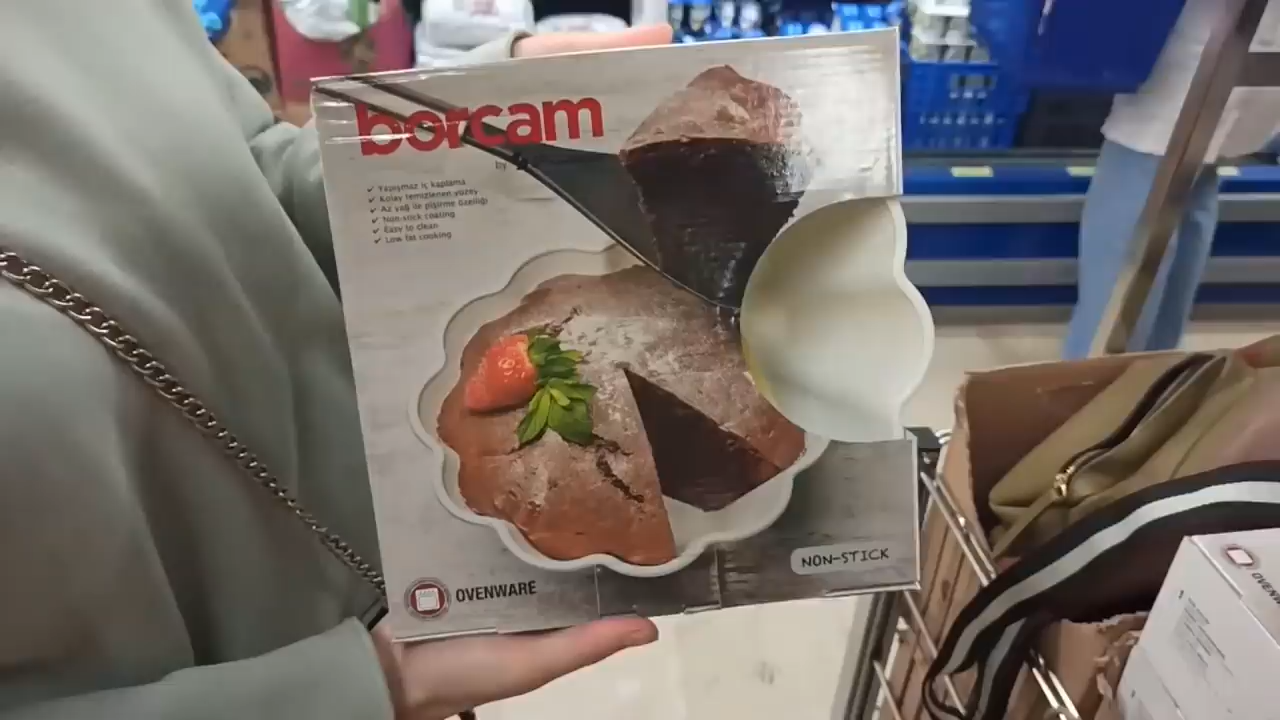 borcam
by
✓ Yapışmaz iç kaplama
✓ Kolay temizlenen yüzey
✓ Az yağ ile pişirme özelliği
✓ Non-stick coating
✓ Easy to clean
✓ Low fat cooking
NON-STICK
OVENWARE